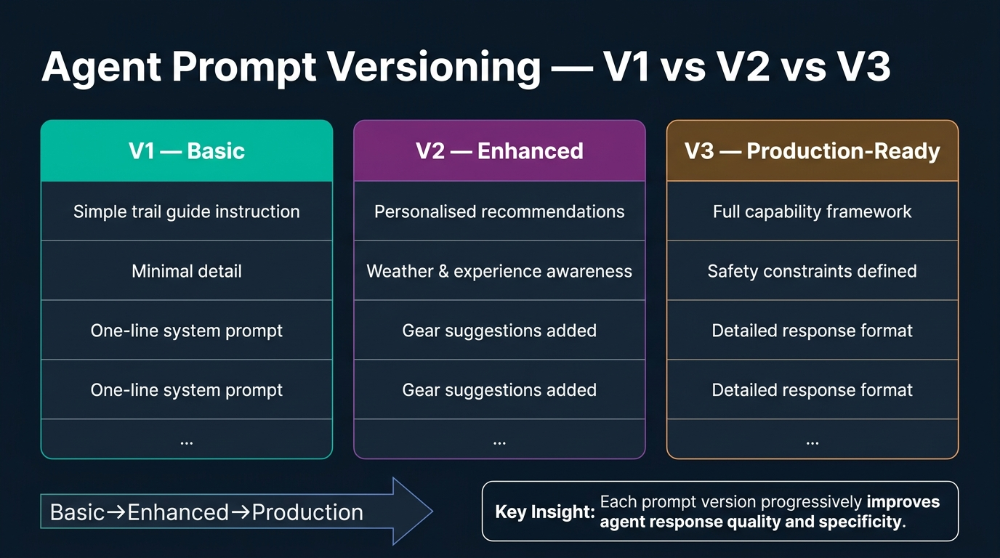 Agent Prompt Versioning — V1 vs V2 vs V3
V1 — Basic
Simple trail guide instruction
Minimal detail
One-line system prompt
One-line system prompt
...
V2 — Enhanced
Personalised recommendations
Weather & experience awareness
Gear suggestions added
Gear suggestions added
...
V3 — Production-Ready
Full capability framework
Safety constraints defined
Detailed response format
Detailed response format
...
Basic→Enhanced→Production
Key Insight: Each prompt version progressively improves
agent response quality and specificity.